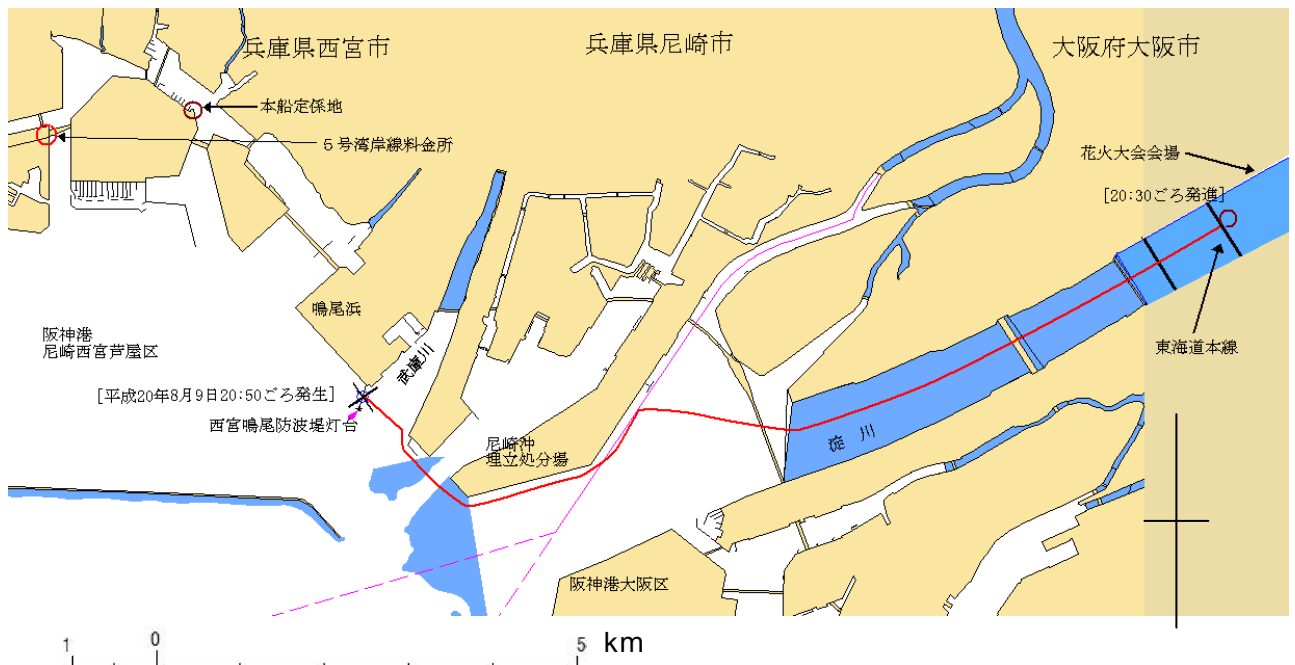 兵庫県西宮市
兵庫県尼崎市
大阪府大阪市
本船定係地
５号湾岸線料金所
花火大会会場
[20:30ごろ発進]
鳴尾浜
武庫川
阪神港
尼崎西宮芦屋区
東海道本線
[平成20年8月9日20:50ごろ発生]
西宮鳴尾防波堤灯台
尼崎沖
埋立処分場
淀川
阪神港大阪区
1 0 5 km